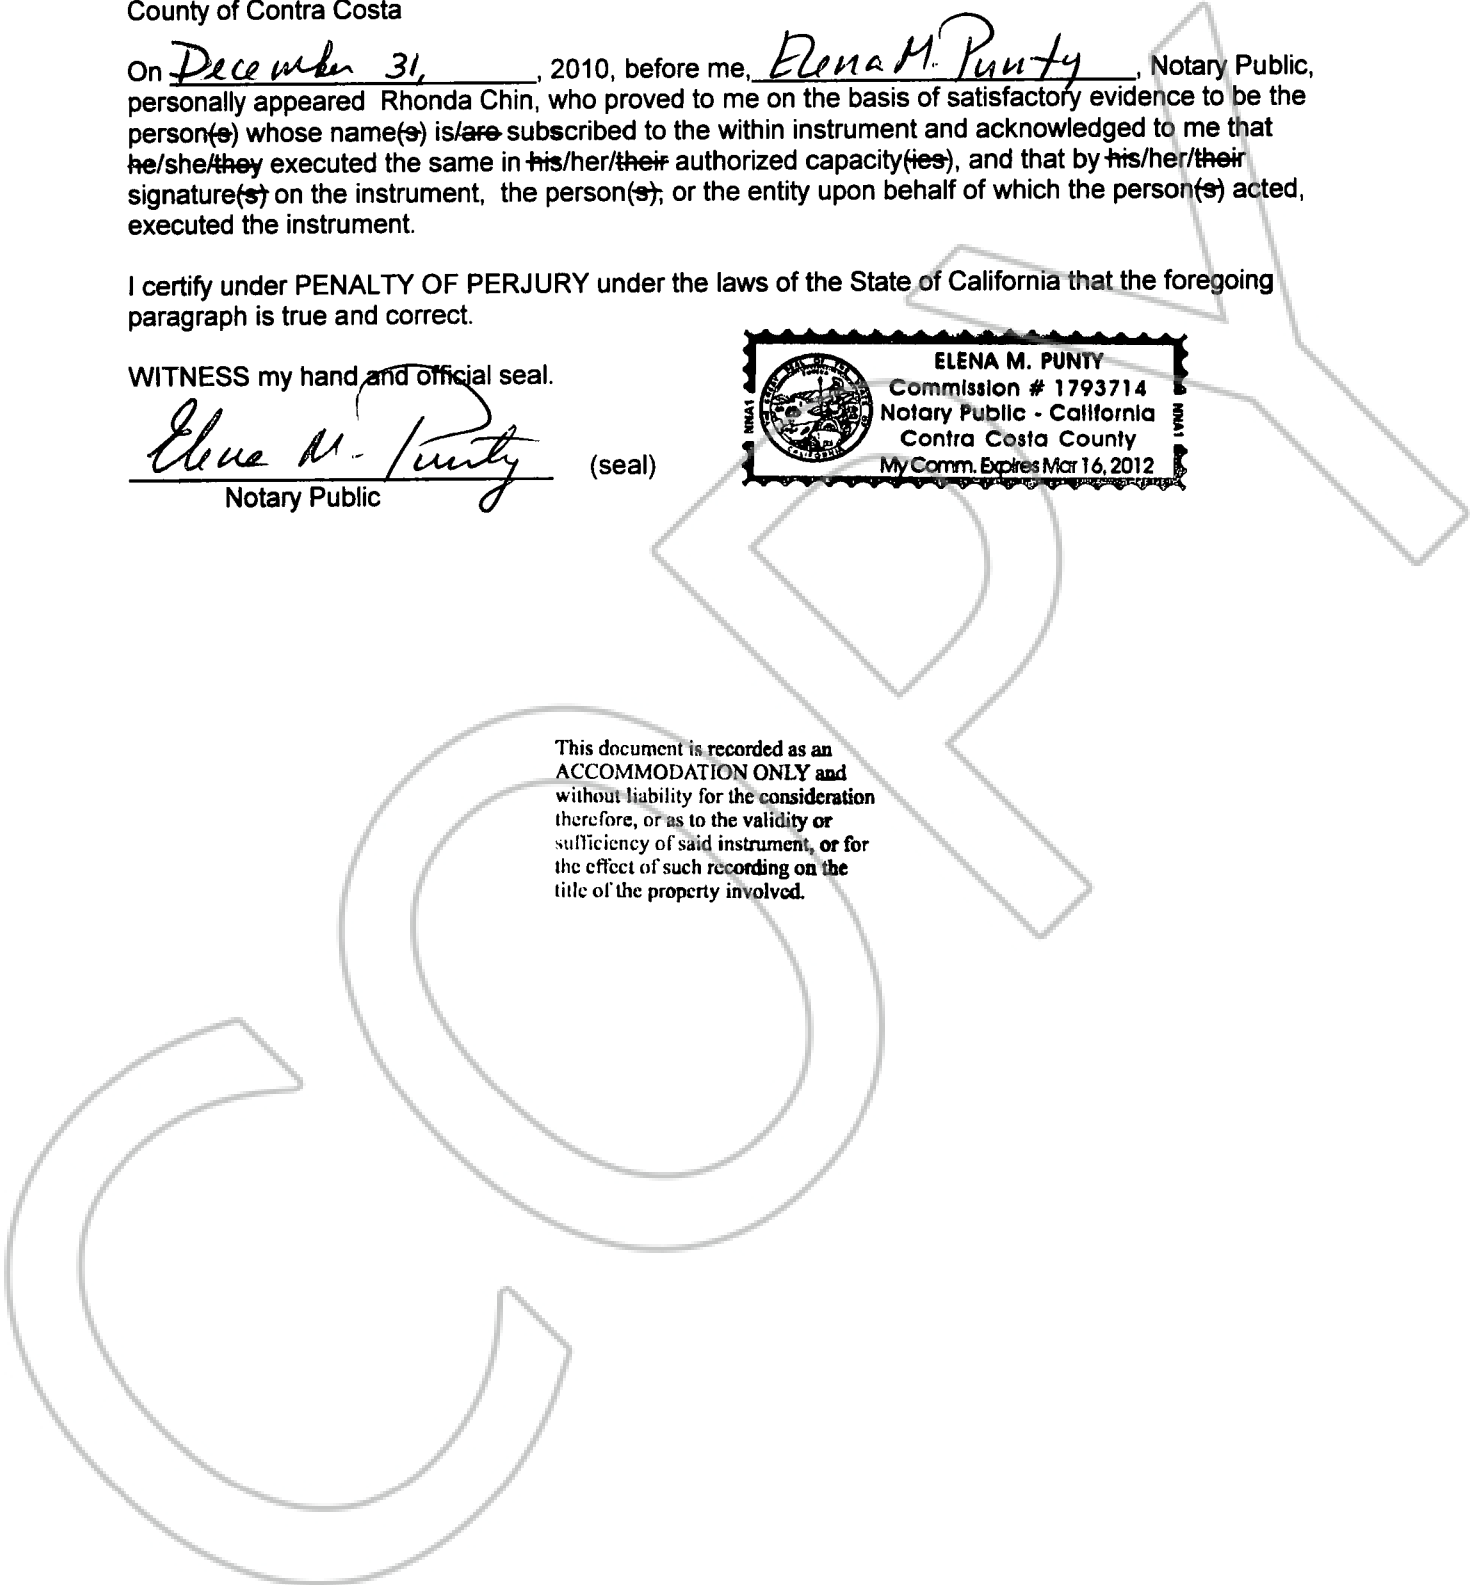 County of Contra Costa
On December 31, , 2010, before me, Elena M. Punty , Notary Public,
personally appeared Rhonda Chin, who proved to me on the basis of satisfactory evidence to be the
person(s) whose name(s) is/are subscribed to the within instrument and acknowledged to me that
he/she/they executed the same in his/her/their authorized capacity(ies), and that by his/her/their
signature(s) on the instrument, the person(s), or the entity upon behalf of which the person(s) acted,
executed the instrument.
I certify under PENALTY OF PERJURY under the laws of the State of California that the foregoing
paragraph is true and correct.
WITNESS my hand and official seal.
Elena M. Punty
(seal)
Notary Public
ELENA M. PUNTY
Commission # 1793714
Notary Public - California
Contra Costa County
My Comm. Expires Mar 16, 2012
NNA1
NNA1
This document is recorded as an
ACCOMMODATION ONLY and
without liability for the consideration
therefore, or as to the validity or
sufficiency of said instrument, or for
the effect of such recording on the
title of the property involved.
COPY